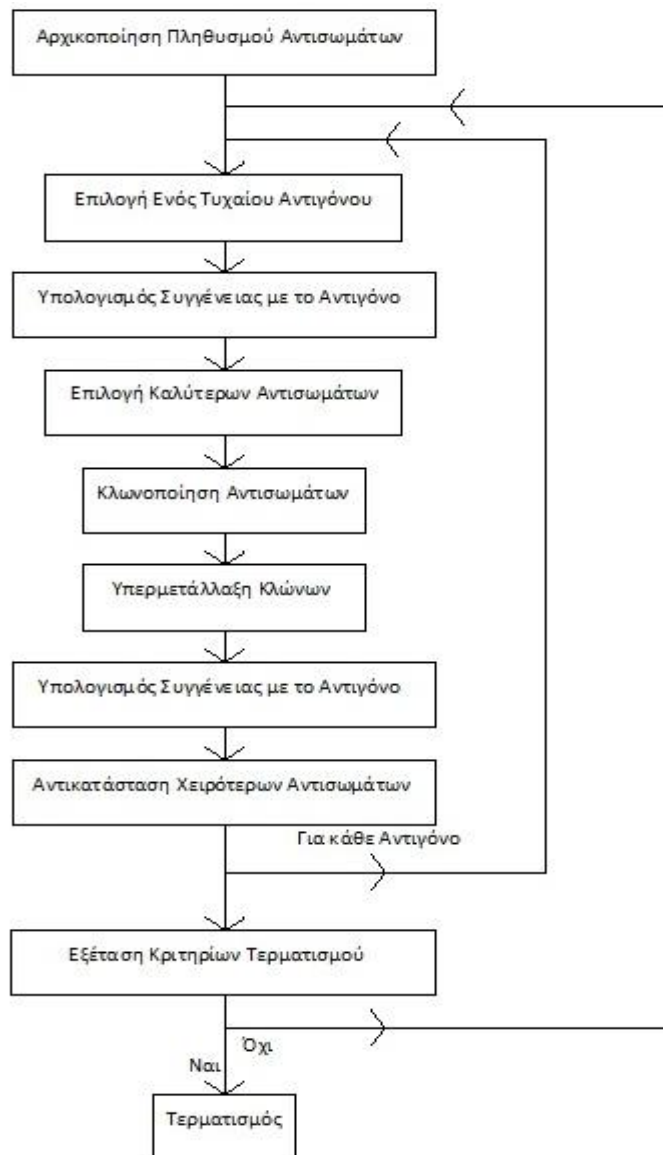 Αρχικοποίηση Πληθυσμού Αντισωμάτων
Επιλογή Ενός Τυχαίου Αντιγόνου
Υπολογισμός Συγγένειας με το Αντιγόνο
Επιλογή Καλύτερων Αντισωμάτων
Κλωνοποίηση Αντισωμάτων
Υπερμετάλλαξη Κλώνων
Υπολογισμός Συγγένειας με το Αντιγόνο
Αντικατάσταση Χειρότερων Αντισωμάτων
Για κάθε Αντιγόνο
Εξέταση Κριτηρίων Τερματισμού
Όχι
Ναι
Τερματισμός